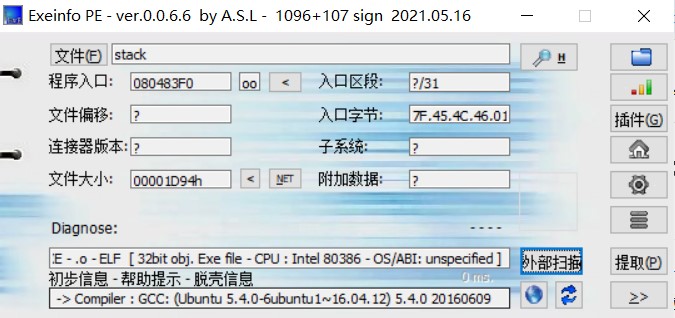 Exeinfo PE - ver.0.0.6.6 by A.S.L - 1096+107 sign 2021.05.16
文件(F) stack H
程序入口: 080483F0 oo < 入口区段: ?/31
文件偏移: ? 入口字节: 7F.45.4C.46.01 插件(G)
连接器版本: ? 子系统: ?
文件大小: 00001D94h < NET 附加数据: ?
Diagnose: ----
:E - .o - ELF [ 32bit obj. Exe file - CPU : Intel 80386 - OS/ABI: unspecified ] 外部扫描 提取(P)
初步信息 - 帮助提示 - 脱壳信息 0 ms.
-> Compiler : GCC: (Ubuntu 5.4.0-6ubuntu1~16.04.12) 5.4.0 20160609 >>